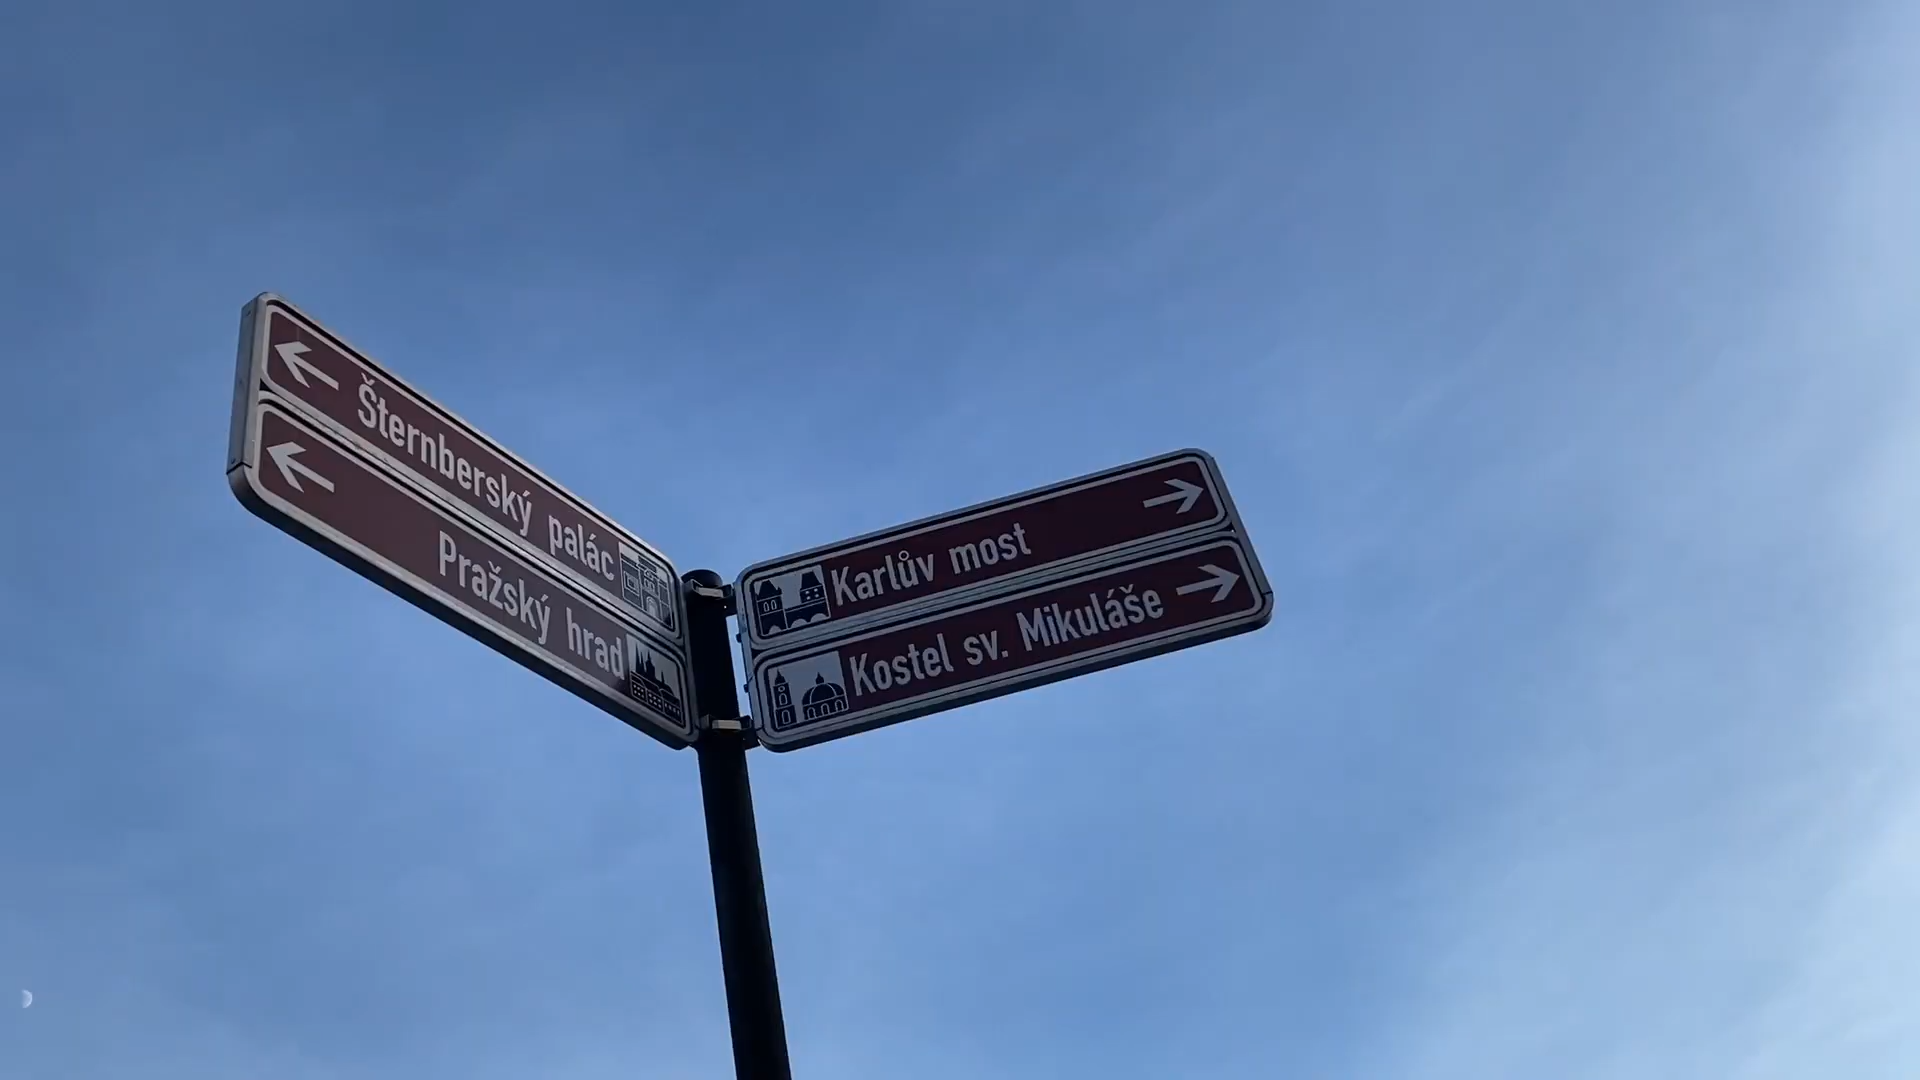 Šternberský palác
Pražský hrad
Karlův most
Kostel sv. Mikuláše